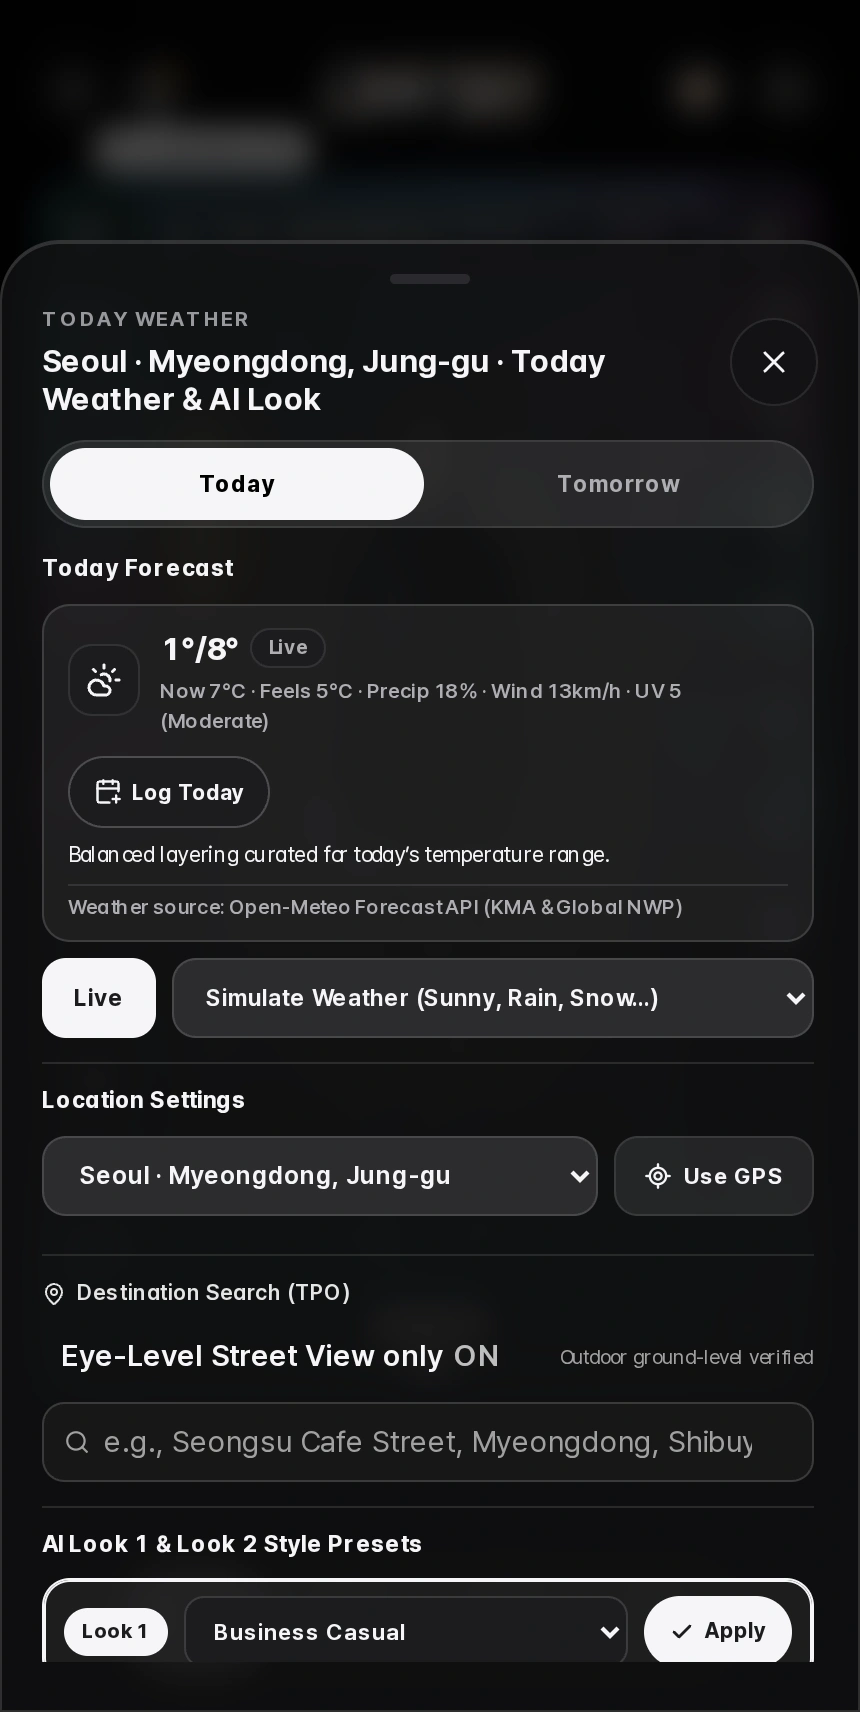 TODAY WEATHER
Seoul · Myeongdong, Jung-gu · Today
Weather & AI Look
Today
Tomorrow
Today Forecast
1°/8°
Live
Now 7°C · Feels 5°C · Precip 18% · Wind 13km/h · UV 5
(Moderate)
Log Today
Balanced layering curated for today’s temperature range.
Weather source: Open-Meteo Forecast API (KMA & Global NWP)
Live
Simulate Weather (Sunny, Rain, Snow...)
Location Settings
Seoul · Myeongdong, Jung-gu
Use GPS
Destination Search (TPO)
Eye-Level Street View only ON
Outdoor ground-level verified
e.g., Seongsu Cafe Street, Myeongdong, Shibuy
AI Look 1 & Look 2 Style Presets
Look 1
Business Casual
Apply